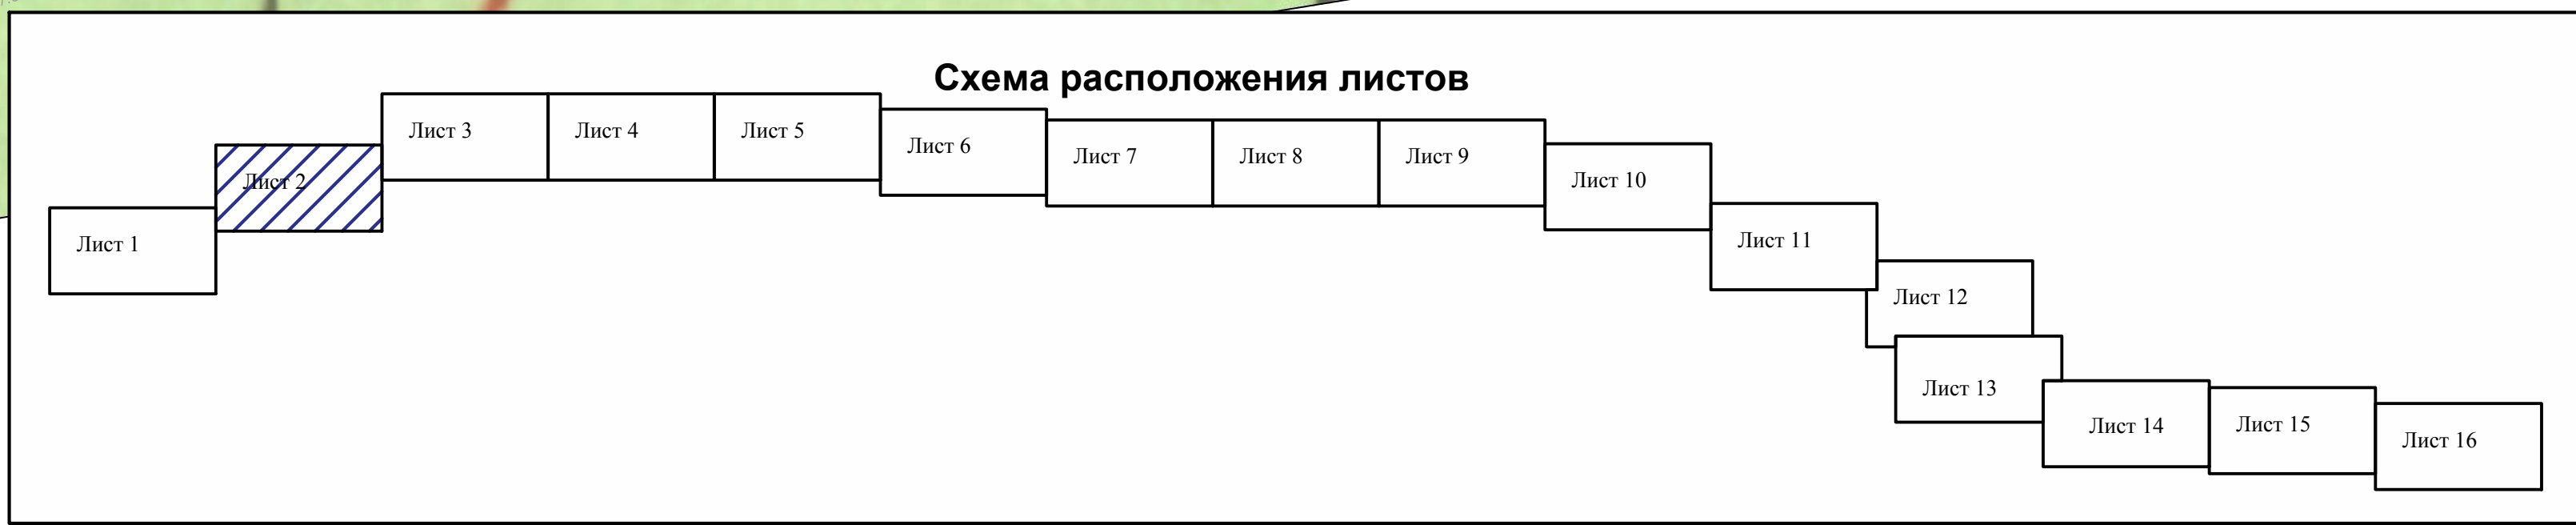 Схема расположения листов
Лист 1
Лист 2
Лист 3
Лист 4
Лист 5
Лист 6
Лист 7
Лист 8
Лист 9
Лист 10
Лист 11
Лист 12
Лист 13
Лист 14
Лист 15
Лист 16